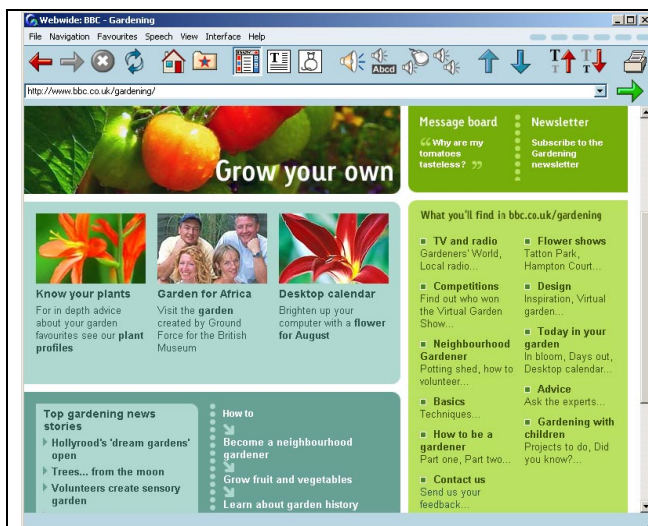 Webwide: BBC - Gardening
File Navigation Favourites Speech View Interface Help
Abcd
http://www.bbc.co.uk/gardening/
Grow your own
Message board
Why are my
tomatoes
tasteless?
Newsletter
Subscribe to the
Gardening
newsletter
Know your plants
For in depth advice
about your garden
favourites see our plant
profiles
Garden for Africa
Visit the garden
created by Ground
Force for the British
Museum
Desktop calendar
Brighten up your
computer with a flower
for August
What you'll find in bbc.co.uk/gardening
TV and radio
Gardeners' World,
Local radio...
Competitions
Find out who won
the Virtual Garden
Show...
Neighbourhood
Gardener
Potting shed, how to
volunteer...
Basics
Techniques...
How to be a
gardener
Part one, Part two...
Contact us
Send us your
feedback...
Flower shows
Tatton Park,
Hampton Court...
Design
Inspiration, Virtual
garden...
Today in your
garden
In bloom, Days out,
Desktop calendar...
Advice
Ask the experts...
Gardening with
children
Projects to do, Did
you know?...
Top gardening news
stories
Hollyrood's 'dream gardens'
open
Trees... from the moon
Volunteers create sensory
garden
How to
Become a neighbourhood
gardener
Grow fruit and vegetables
Learn about garden history